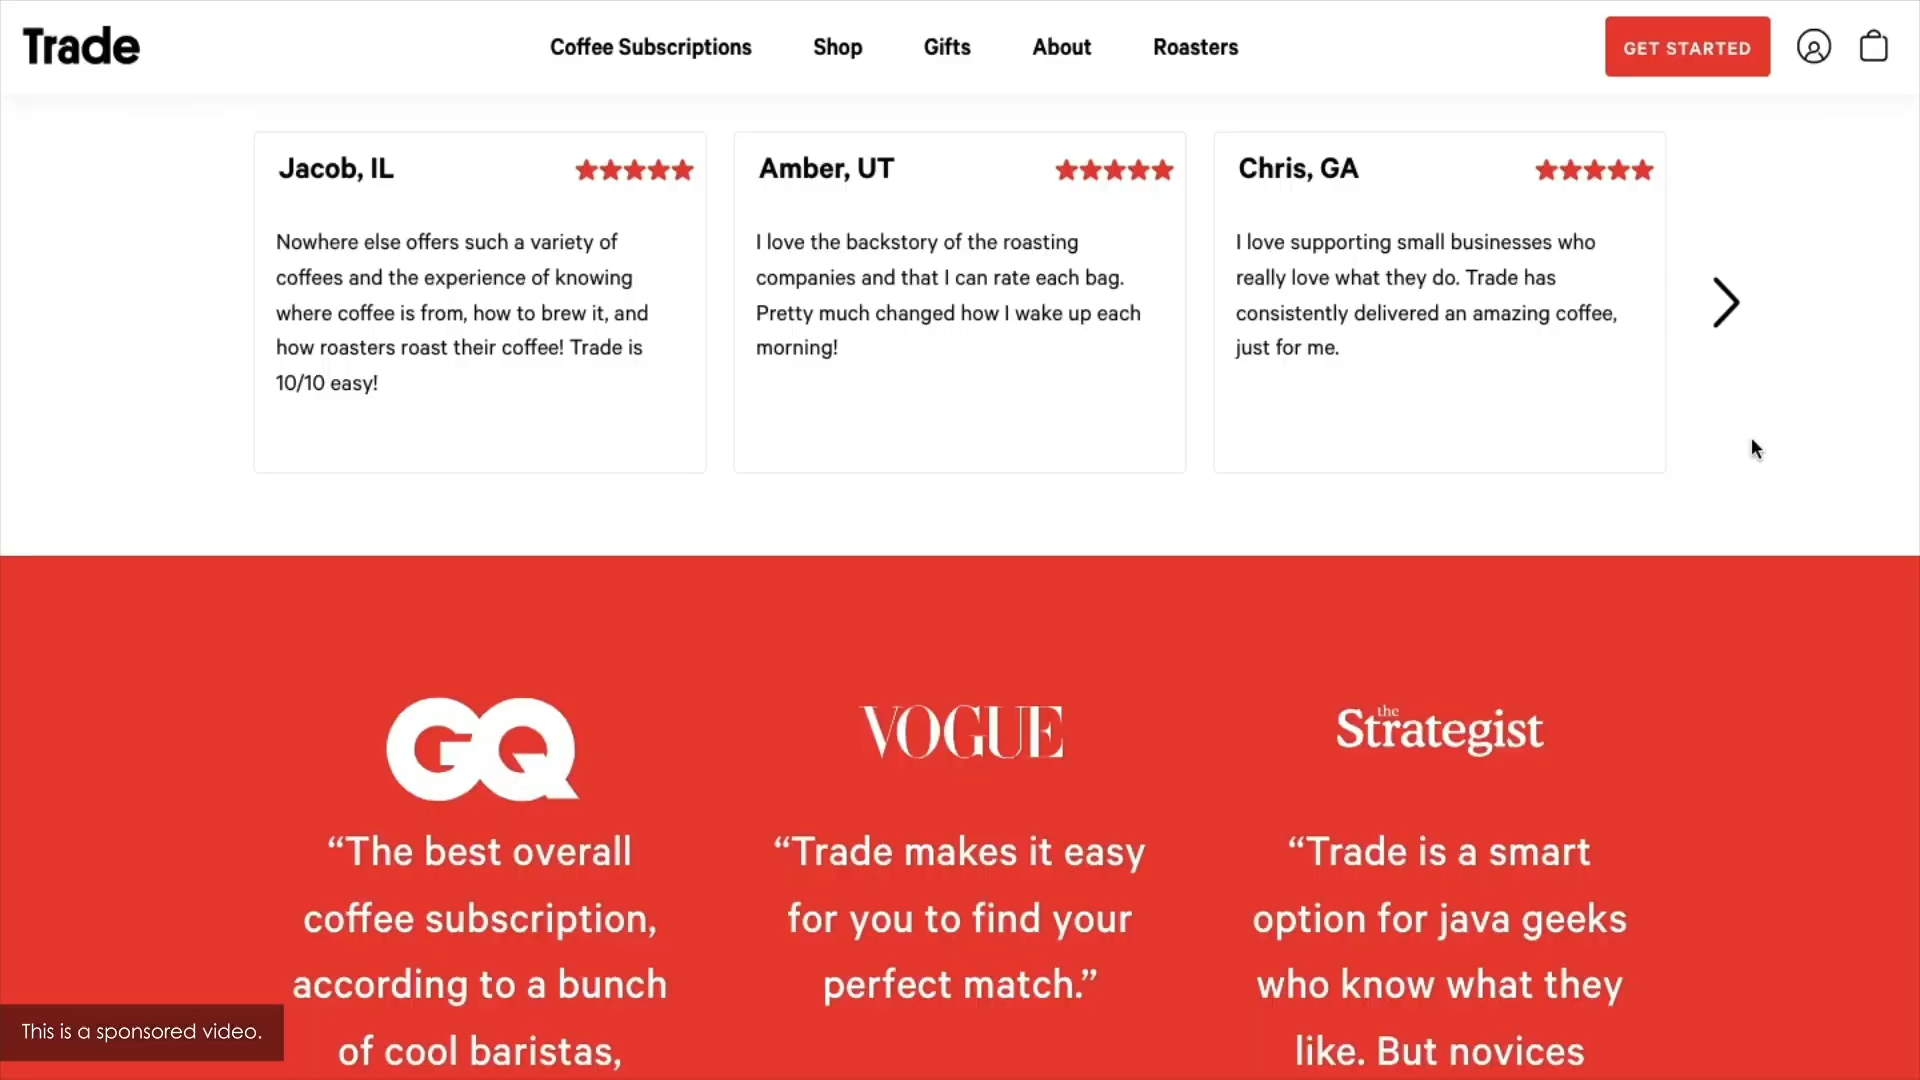 Trade
Coffee Subscriptions
Shop
Gifts
About
Roasters
GET STARTED
Jacob, IL
Nowhere else offers such a variety of
coffees and the experience of knowing
where coffee is from, how to brew it, and
how roasters roast their coffee! Trade is
10/10 easy!
Amber, UT
I love the backstory of the roasting
companies and that I can rate each bag.
Pretty much changed how I wake up each
morning!
Chris, GA
I love supporting small businesses who
really love what they do. Trade has
consistently delivered an amazing coffee,
just for me.
GQ
“The best overall
coffee subscription,
according to a bunch
of cool baristas,
VOGUE
“Trade makes it easy
for you to find your
perfect match.”
the
Strategist
“Trade is a smart
option for java geeks
who know what they
like. But novices
This is a sponsored video.